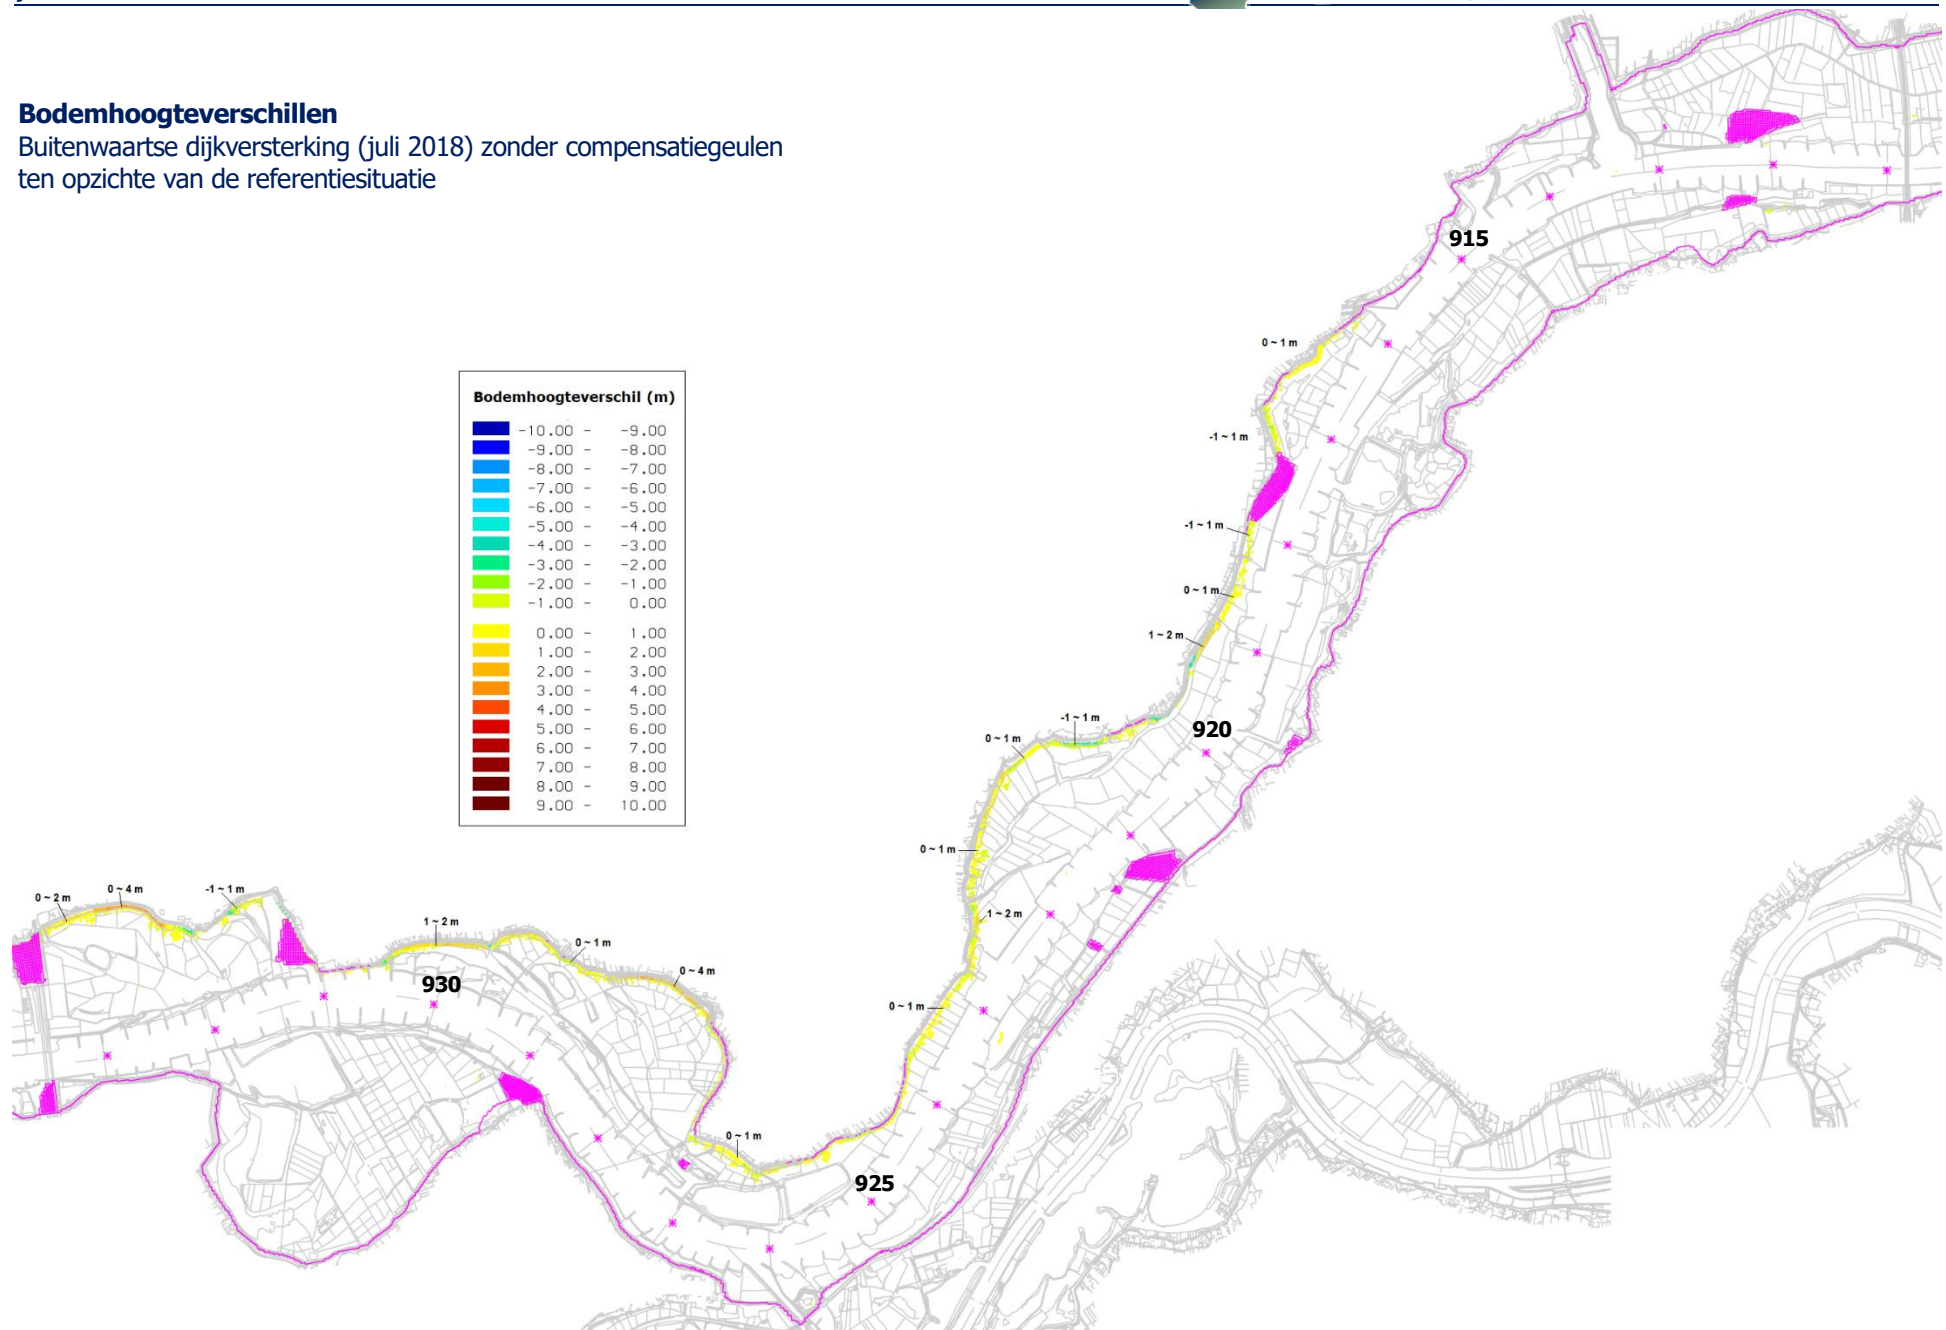 Bodemhoogteverschillen
Buitenwaartse dijkversterking (juli 2018) zonder compensatiegeulen
ten opzichte van de referentiesituatie
915
0 ~ 1 m
Bodemhoogteverschil (m)
-10.00 - -9.00
-9.00 - -8.00
-8.00 - -7.00
-7.00 - -6.00
-6.00 - -5.00
-5.00 - -4.00
-4.00 - -3.00
-3.00 - -2.00
-2.00 - -1.00
-1.00 - 0.00
0.00 - 1.00
1.00 - 2.00
2.00 - 3.00
3.00 - 4.00
4.00 - 5.00
5.00 - 6.00
6.00 - 7.00
7.00 - 8.00
8.00 - 9.00
9.00 - 10.00
-1 ~ 1 m
-1 ~ 1 m
0 ~ 1 m
1 ~ 2 m
-1 ~ 1 m
920
0 ~ 1 m
0 ~ 1 m
0 ~ 2 m
0 ~ 4 m
-1 ~ 1 m
1 ~ 2 m
1 ~ 2 m
0 ~ 1 m
0 ~ 4 m
930
0 ~ 1 m
0 ~ 1 m
925